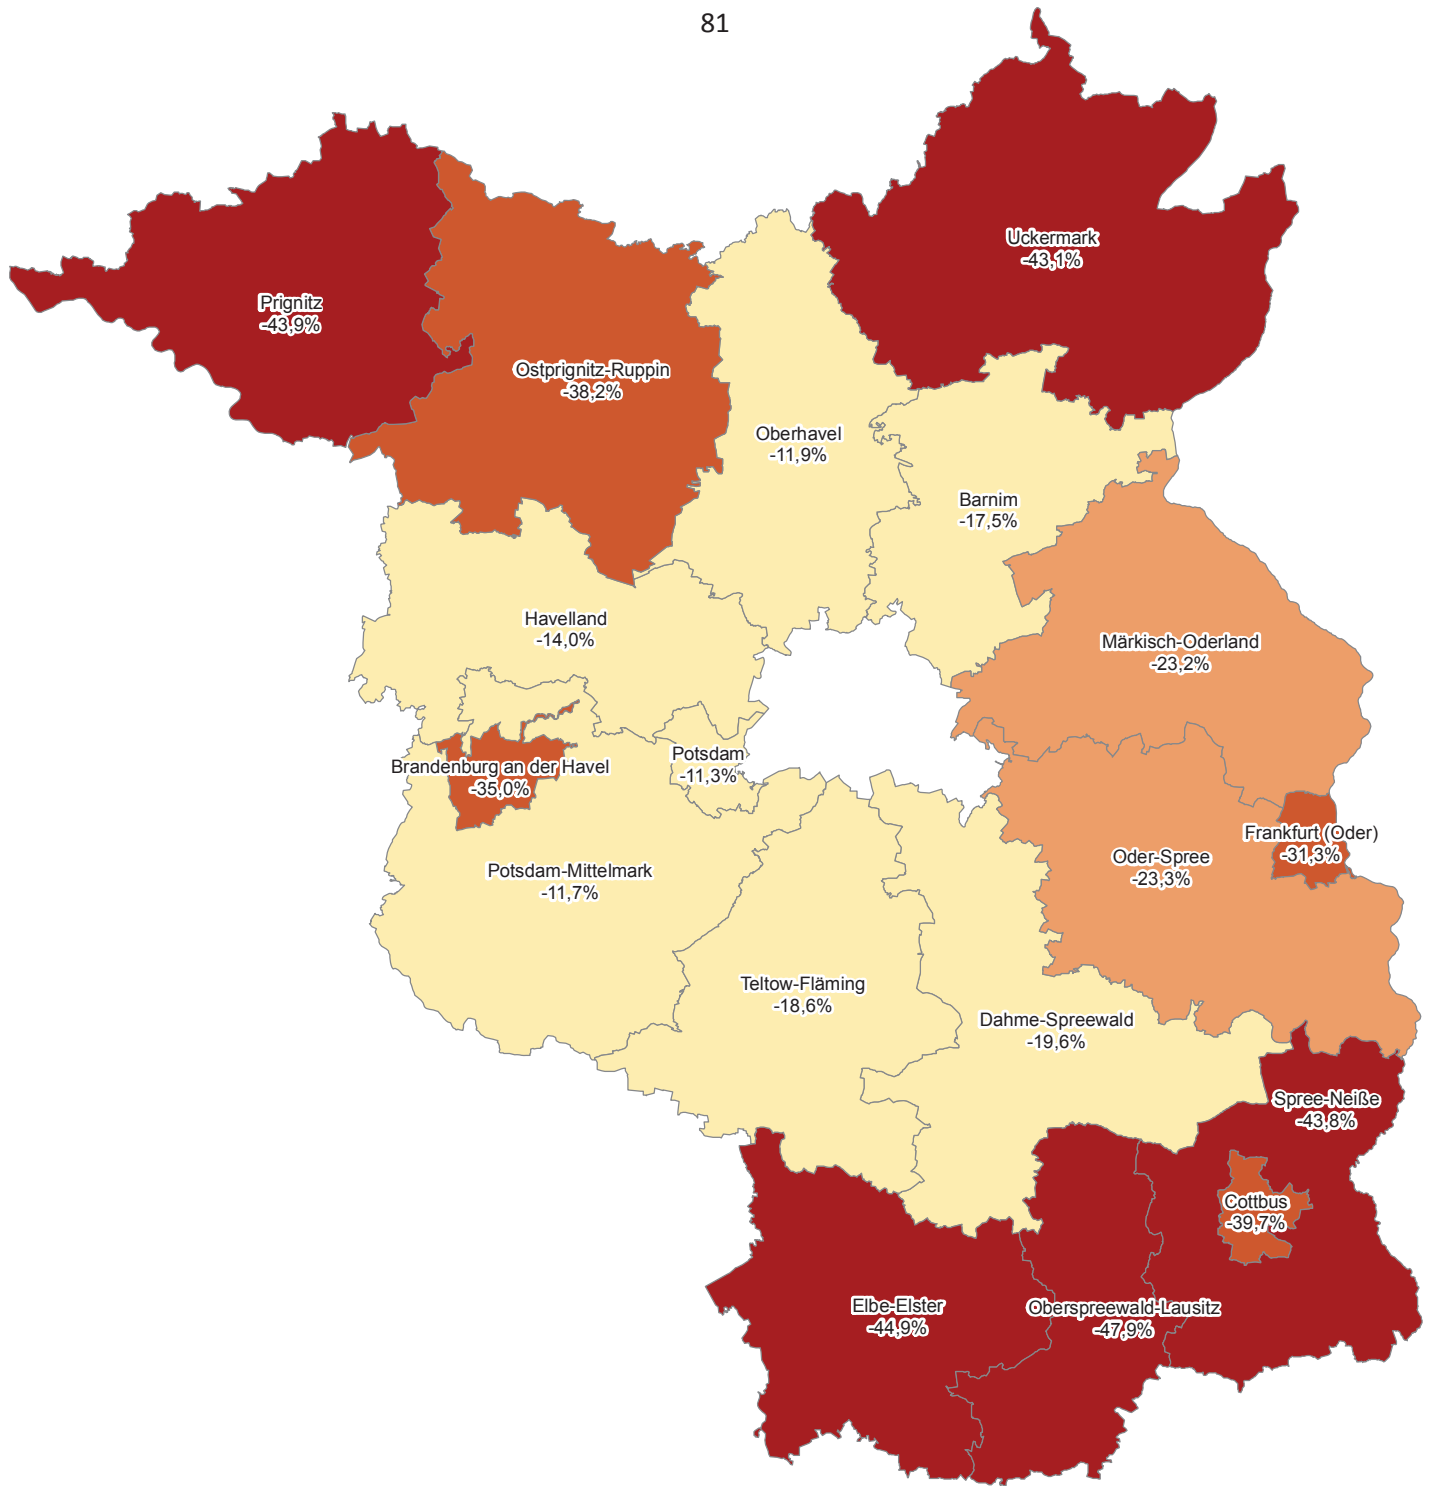 81
Uckermark
-43,1%
Prignitz
-43,9%
Ostprignitz-Ruppin
-38,2%
Oberhavel
-11,9%
Barnim
-17,5%
Havelland
-14,0%
Märkisch-Oderland
-23,2%
Potsdam
-11,3%
Brandenburg an der Havel
-35,0%
Frankfurt (Oder)
-31,3%
Oder-Spree
-23,3%
Potsdam-Mittelmark
-11,7%
Teltow-Fläming
-18,6%
Dahme-Spreewald
-19,6%
Spree-Neiße
-43,8%
Cottbus
-39,7%
Elbe-Elster
-44,9%
Oberspreewald-Lausitz
-47,9%